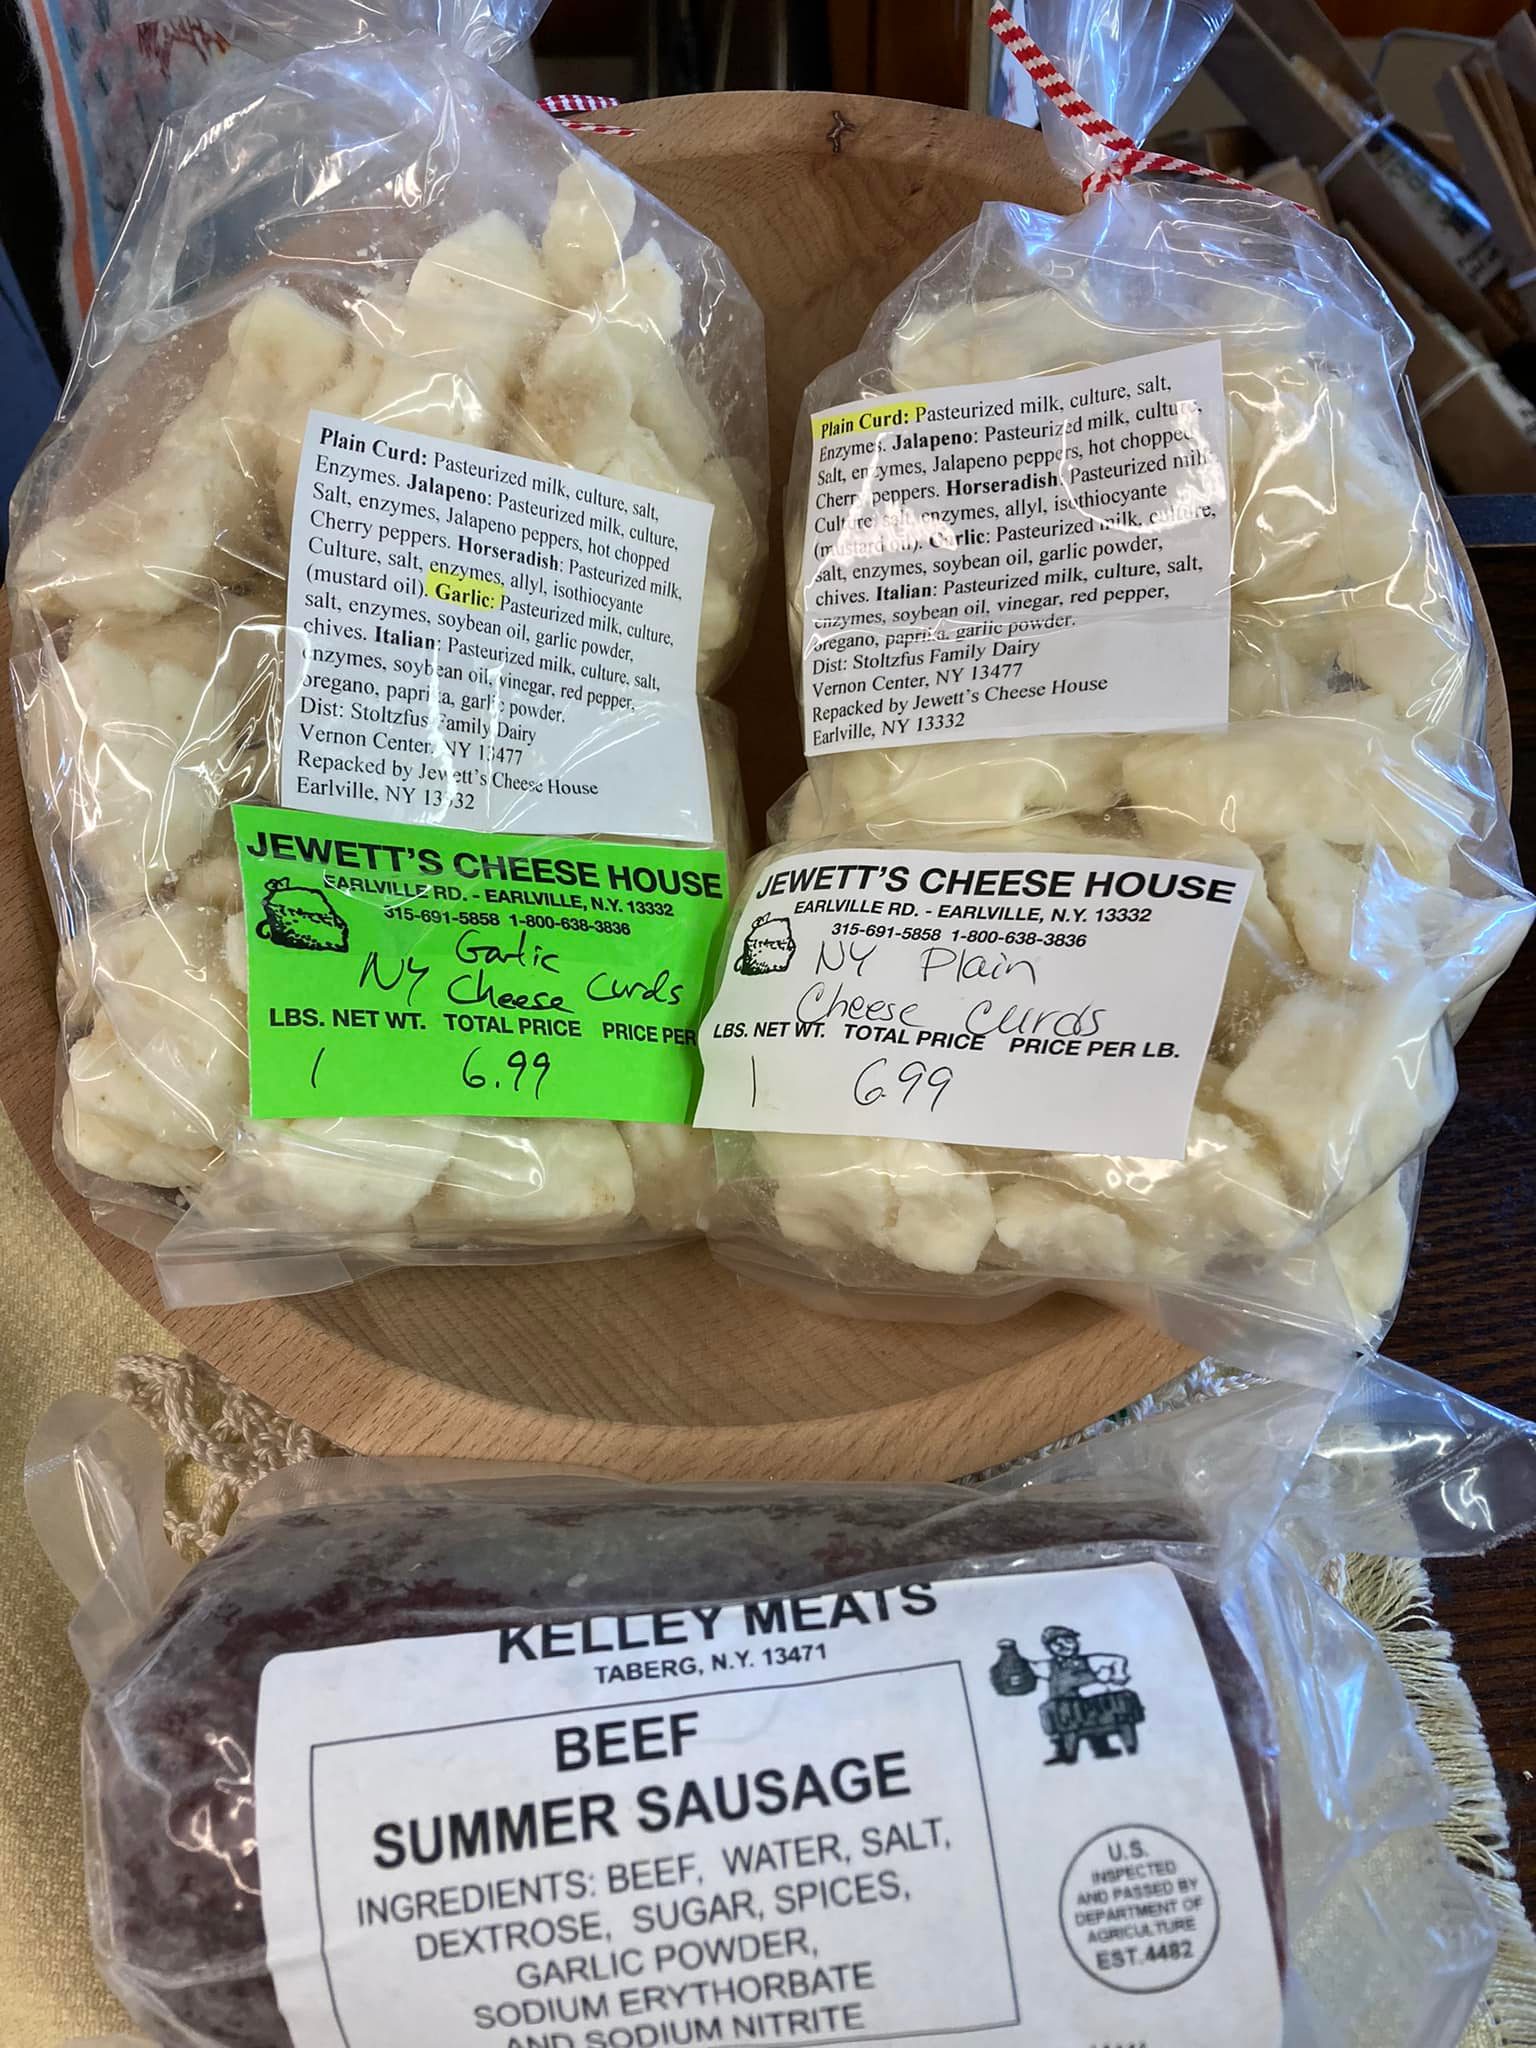 Plain Curd: Pasteurized milk, culture, salt,
Enzymes. Jalapeno: Pasteurized milk, culture,
Salt, enzymes, Jalapeno peppers, hot chopped
Cherry peppers. Horseradish: Pasteurized milk,
Culture, salt, enzymes, allyl, isothiocyante
(mustard oil). Garlic: Pasteurized milk, culture,
salt, enzymes, soybean oil, garlic powder,
chives. Italian: Pasteurized milk, culture, salt,
enzymes, soybean oil, vinegar, red pepper,
oregano, paprika, garlic powder.
Dist: Stoltzfus Family Dairy
Vernon Center, NY 13477
Repacked by Jewett's Cheese House
Earlville, NY 13332
JEWETT'S CHEESE HOUSE
EARLVILLE RD. - EARLVILLE, N.Y. 13332
315-691-5858 1-800-638-3836
NY Garlic
Cheese Curds
LBS. NET WT. TOTAL PRICE PRICE PER
1 6.99
Plain Curd: Pasteurized milk, culture, salt,
Enzymes. Jalapeno: Pasteurized milk, culture,
Salt, enzymes, Jalapeno peppers, hot chopped
Cherry peppers. Horseradish: Pasteurized milk,
Culture, salt, enzymes, allyl, isothiocyante
(mustard oil). Garlic: Pasteurized milk, culture,
salt, enzymes, soybean oil, garlic powder,
chives. Italian: Pasteurized milk, culture, salt,
enzymes, soybean oil, vinegar, red pepper,
oregano, paprika, garlic powder.
Dist: Stoltzfus Family Dairy
Vernon Center, NY 13477
Repacked by Jewett's Cheese House
Earlville, NY 13332
JEWETT'S CHEESE HOUSE
EARLVILLE RD. - EARLVILLE, N.Y. 13332
315-691-5858 1-800-638-3836
NY Plain
Cheese Curds
LBS. NET WT. TOTAL PRICE PRICE PER LB.
1 6.99
KELLEY MEATS
TABERG, N.Y. 13471
BEEF
SUMMER SAUSAGE
INGREDIENTS: BEEF, WATER, SALT,
DEXTROSE, SUGAR, SPICES,
GARLIC POWDER,
SODIUM ERYTHORBATE
AND SODIUM NITRITE
U.S.
INSPECTED
AND PASSED BY
DEPARTMENT OF
AGRICULTURE
EST.4482